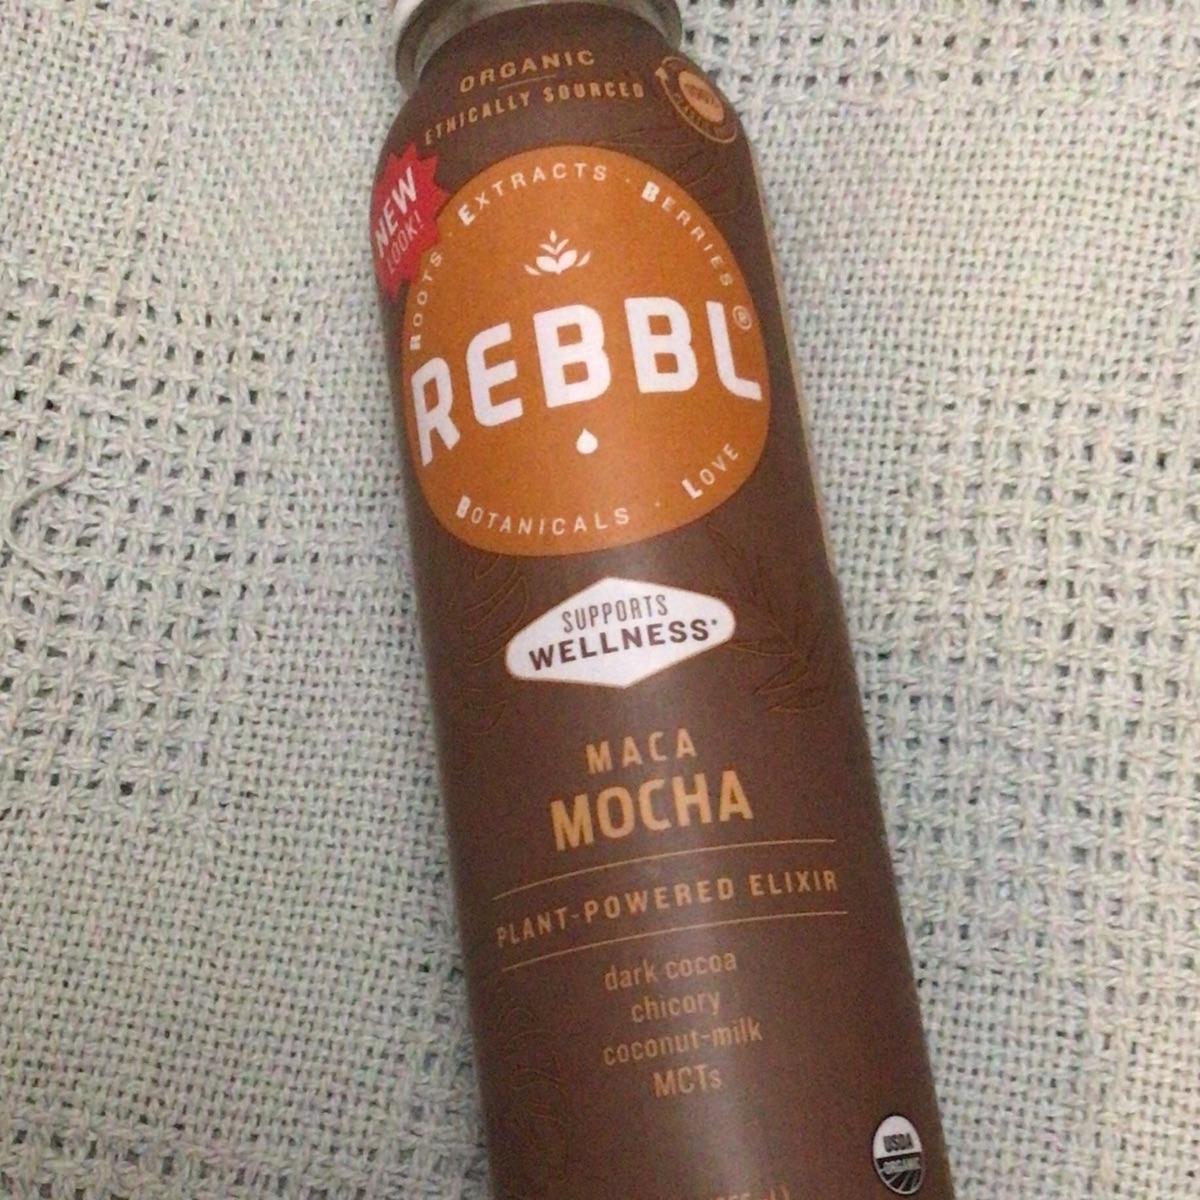 ORGANIC
ETHICALLY SOURCED
NEW
LOOK!
ROOTS · EXTRACTS · BERRIES
REBBL®
BOTANICALS · LOVE
SUPPORTS
WELLNESS*
MACA
MOCHA
PLANT-POWERED ELIXIR
dark cocoa
chicory
coconut-milk
MCTs
USDA
ORGANIC